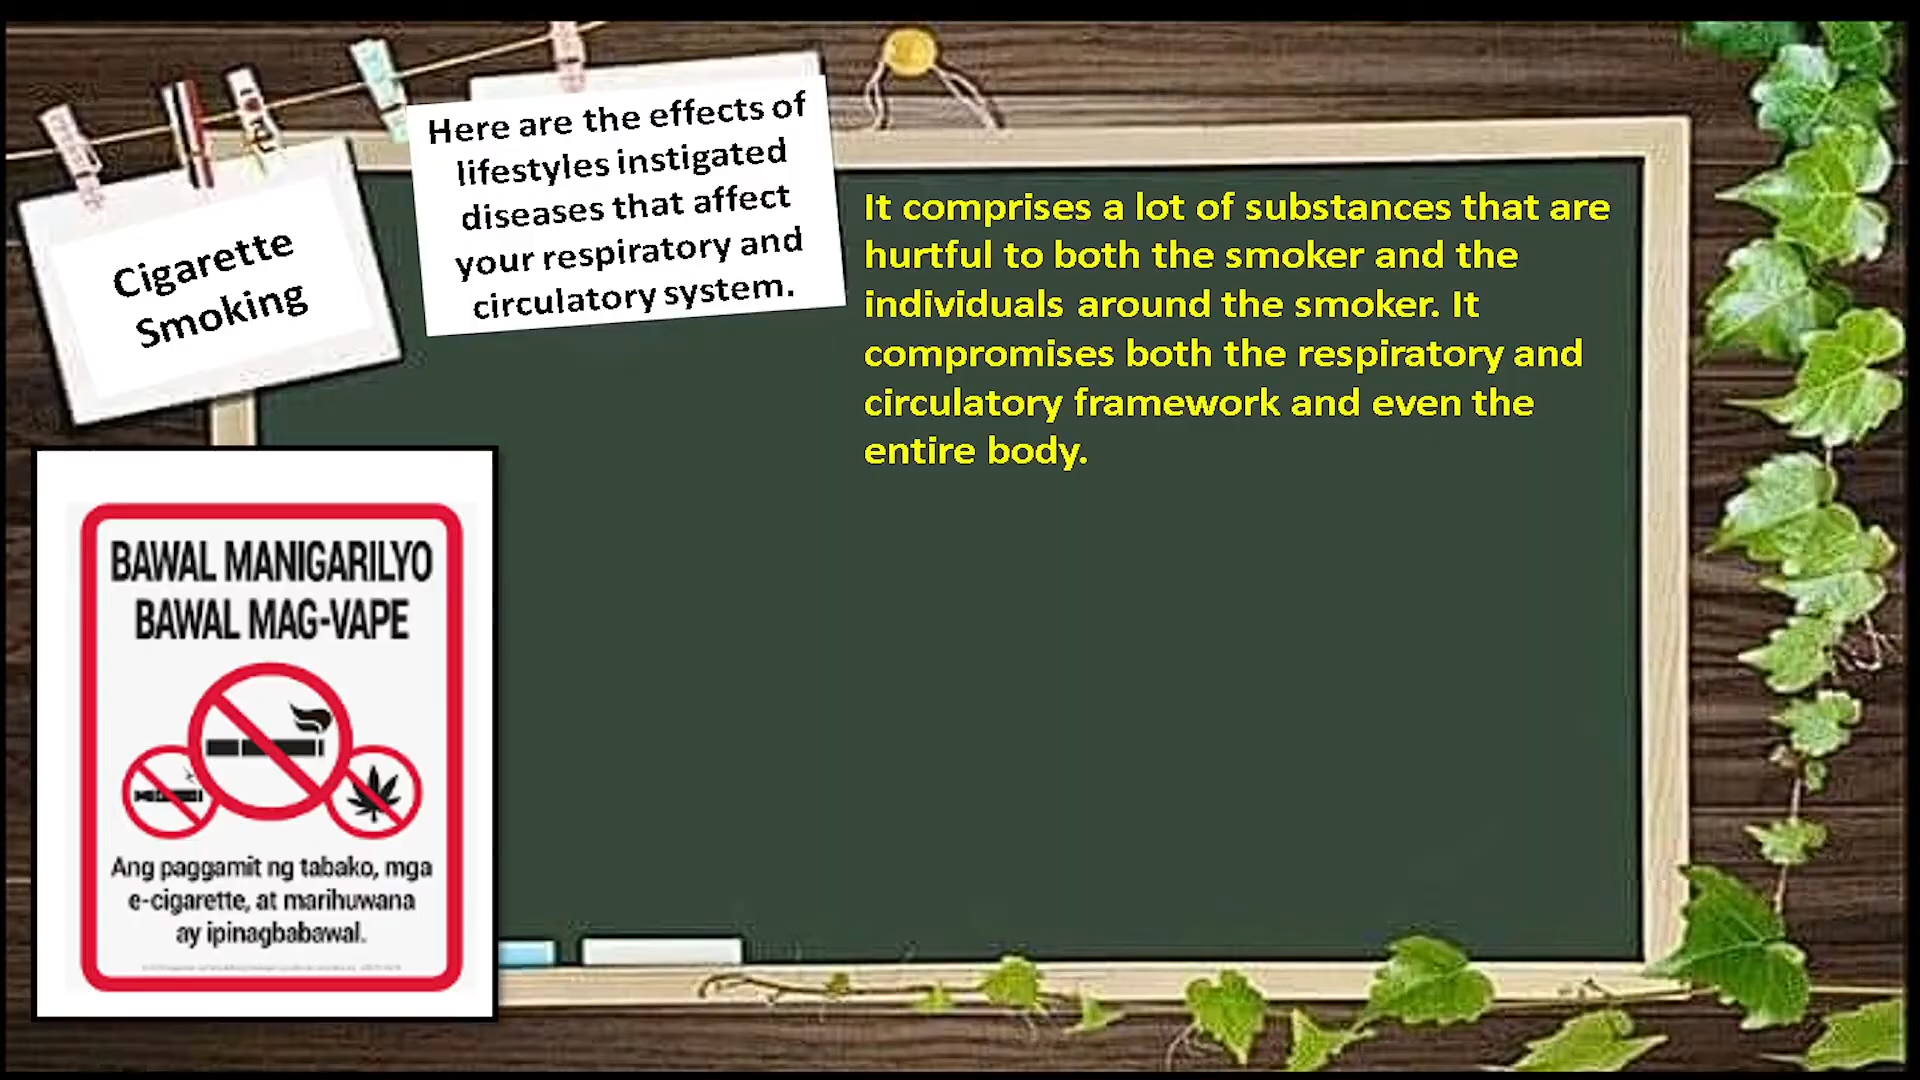 Cigarette
Smoking
Here are the effects of
lifestyles instigated
diseases that affect
your respiratory and
circulatory system.
It comprises a lot of substances that are
hurtful to both the smoker and the
individuals around the smoker. It
compromises both the respiratory and
circulatory framework and even the
entire body.
BAWAL MANIGARILYO
BAWAL MAG-VAPE
Ang paggamit ng tabako, mga
e-cigarette, at marihuwana
ay ipinagbabawal.